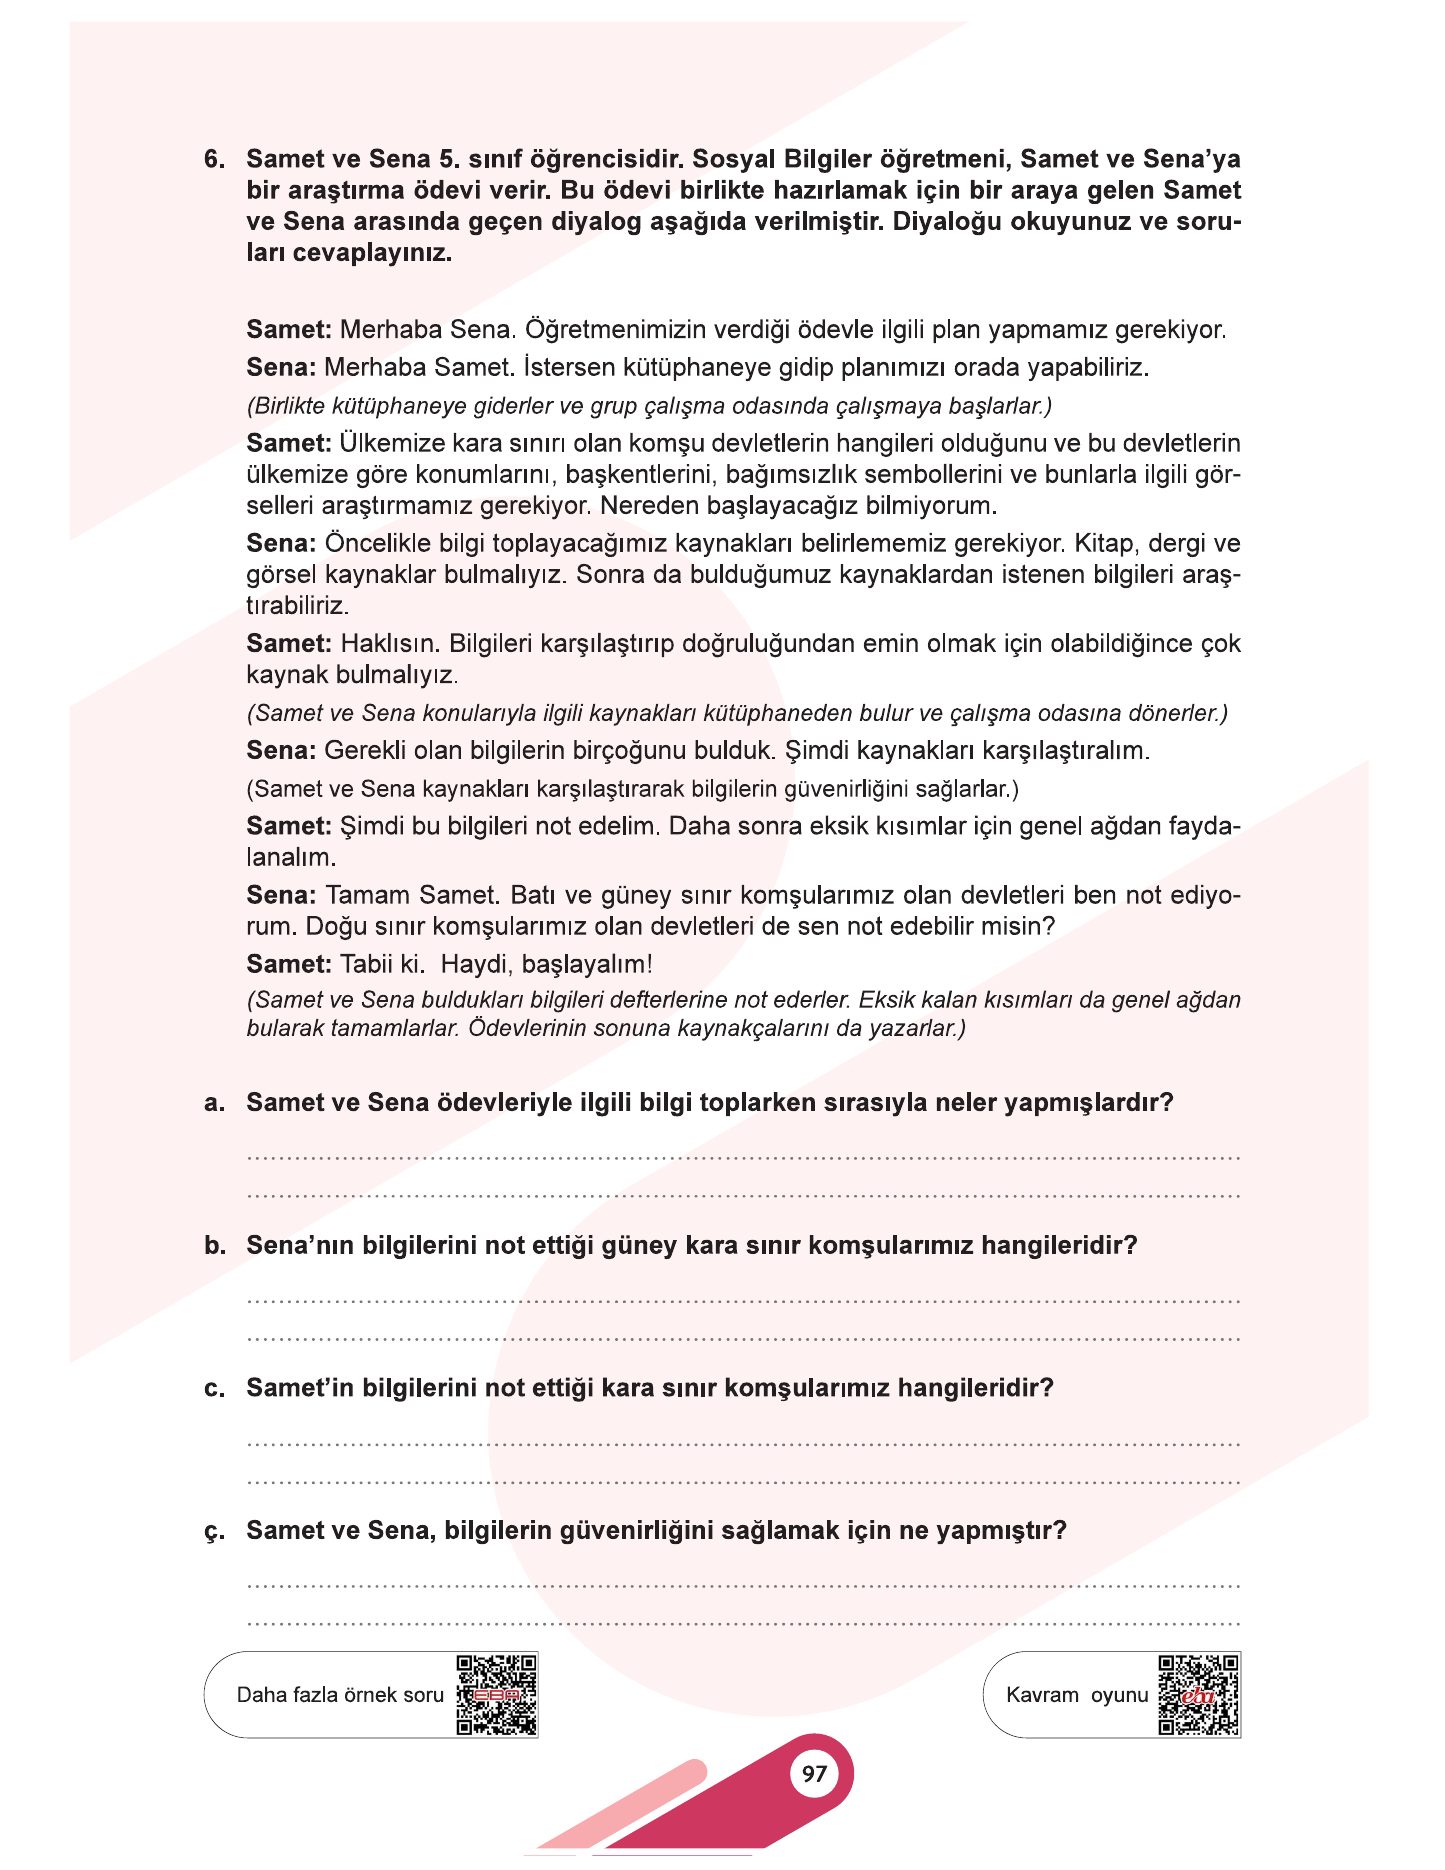 6. Samet ve Sena 5. sınıf öğrencisidir. Sosyal Bilgiler öğretmeni, Samet ve Sena’ya
bir araştırma ödevi verir. Bu ödevi birlikte hazırlamak için bir araya gelen Samet
ve Sena arasında geçen diyalog aşağıda verilmiştir. Diyaloğu okuyunuz ve soru-
ları cevaplayınız.
Samet: Merhaba Sena. Öğretmenimizin verdiği ödevle ilgili plan yapmamız gerekiyor.
Sena: Merhaba Samet. İstersen kütüphaneye gidip planımızı orada yapabiliriz.
(Birlikte kütüphaneye giderler ve grup çalışma odasında çalışmaya başlarlar.)
Samet: Ülkemize kara sınırı olan komşu devletlerin hangileri olduğunu ve bu devletlerin
ülkemize göre konumlarını, başkentlerini, bağımsızlık sembollerini ve bunlarla ilgili gör-
selleri araştırmamız gerekiyor. Nereden başlayacağız bilmiyorum.
Sena: Öncelikle bilgi toplayacağımız kaynakları belirlememiz gerekiyor. Kitap, dergi ve
görsel kaynaklar bulmalıyız. Sonra da bulduğumuz kaynaklardan istenen bilgileri araş-
tırabiliriz.
Samet: Haklısın. Bilgileri karşılaştırıp doğruluğundan emin olmak için olabildiğince çok
kaynak bulmalıyız.
(Samet ve Sena konularıyla ilgili kaynakları kütüphaneden bulur ve çalışma odasına dönerler.)
Sena: Gerekli olan bilgilerin birçoğunu bulduk. Şimdi kaynakları karşılaştıralım.
(Samet ve Sena kaynakları karşılaştırarak bilgilerin güvenirliğini sağlarlar.)
Samet: Şimdi bu bilgileri not edelim. Daha sonra eksik kısımlar için genel ağdan fayda-
lanalım.
Sena: Tamam Samet. Batı ve güney sınır komşularımız olan devletleri ben not ediyo-
rum. Doğu sınır komşularımız olan devletleri de sen not edebilir misin?
Samet: Tabii ki. Haydi, başlayalım!
(Samet ve Sena buldukları bilgileri defterlerine not ederler. Eksik kalan kısımları da genel ağdan
bularak tamamlarlar. Ödevlerinin sonuna kaynakçalarını da yazarlar.)
a. Samet ve Sena ödevleriyle ilgili bilgi toplarken sırasıyla neler yapmışlardır?
b. Sena’nın bilgilerini not ettiği güney kara sınır komşularımız hangileridir?
c. Samet’in bilgilerini not ettiği kara sınır komşularımız hangileridir?
ç. Samet ve Sena, bilgilerin güvenirliğini sağlamak için ne yapmıştır?
Daha fazla örnek soru
EBA
Kavram oyunu
eba
97